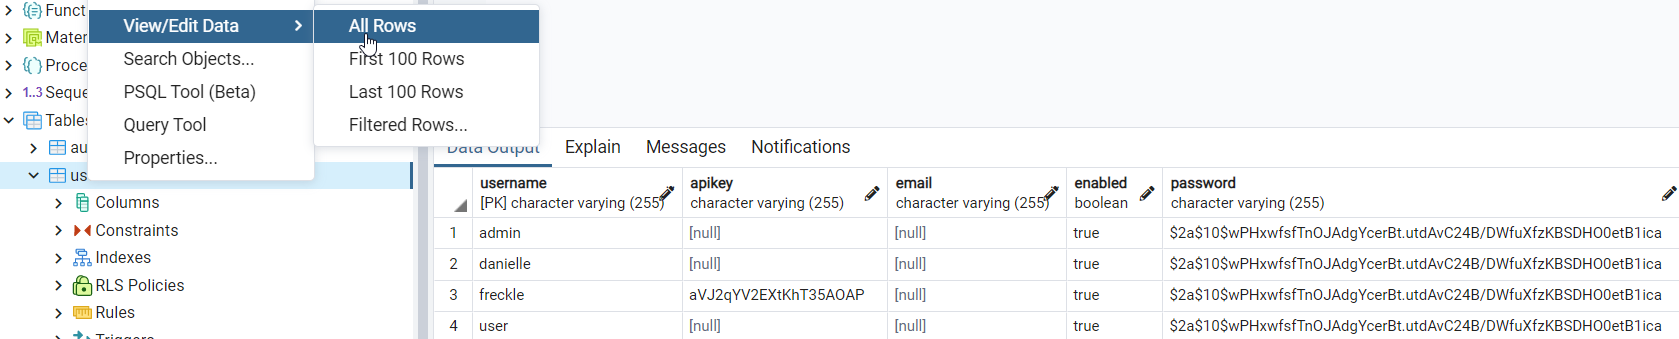 Funct
Mater
Proce
1..3 Seque
Tables
au
us
Columns
Constraints
Indexes
RLS Policies
Rules
Triggers
View/Edit Data
Search Objects...
PSQL Tool (Beta)
Query Tool
Properties...
All Rows
First 100 Rows
Last 100 Rows
Filtered Rows...
Data Output Explain Messages Notifications
username apikey email enabled password
[PK] character varying (255) character varying (255) character varying (255) boolean character varying (255)
1 admin [null] [null] true $2a$10$wPHxwfsfTnOJAdgYcerBt.utdAvC24B/DWfuXfzKBSDHO0etB1ica
2 danielle [null] [null] true $2a$10$wPHxwfsfTnOJAdgYcerBt.utdAvC24B/DWfuXfzKBSDHO0etB1ica
3 freckle aVJ2qYV2EXtKhT35AOAP [null] true $2a$10$wPHxwfsfTnOJAdgYcerBt.utdAvC24B/DWfuXfzKBSDHO0etB1ica
4 user [null] [null] true $2a$10$wPHxwfsfTnOJAdgYcerBt.utdAvC24B/DWfuXfzKBSDHO0etB1ica